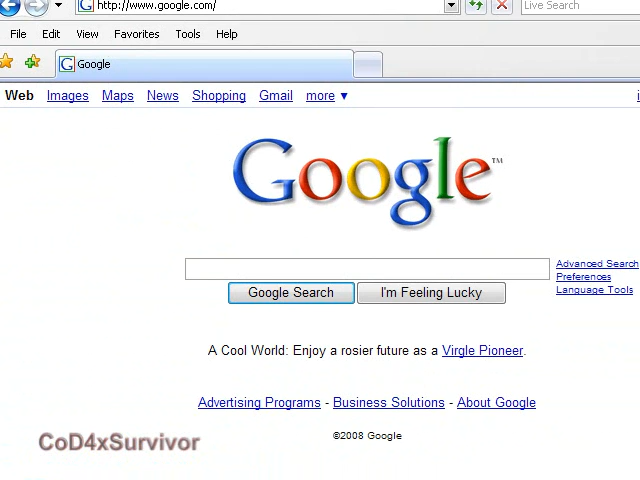 http://www.google.com/
Live Search
File Edit View Favorites Tools Help
Google
Web Images Maps News Shopping Gmail more ▼
Google™
Advanced Search
Preferences
Language Tools
Google Search I'm Feeling Lucky
A Cool World: Enjoy a rosier future as a Virgle Pioneer.
Advertising Programs - Business Solutions - About Google
©2008 Google
CoD4xSurvivor